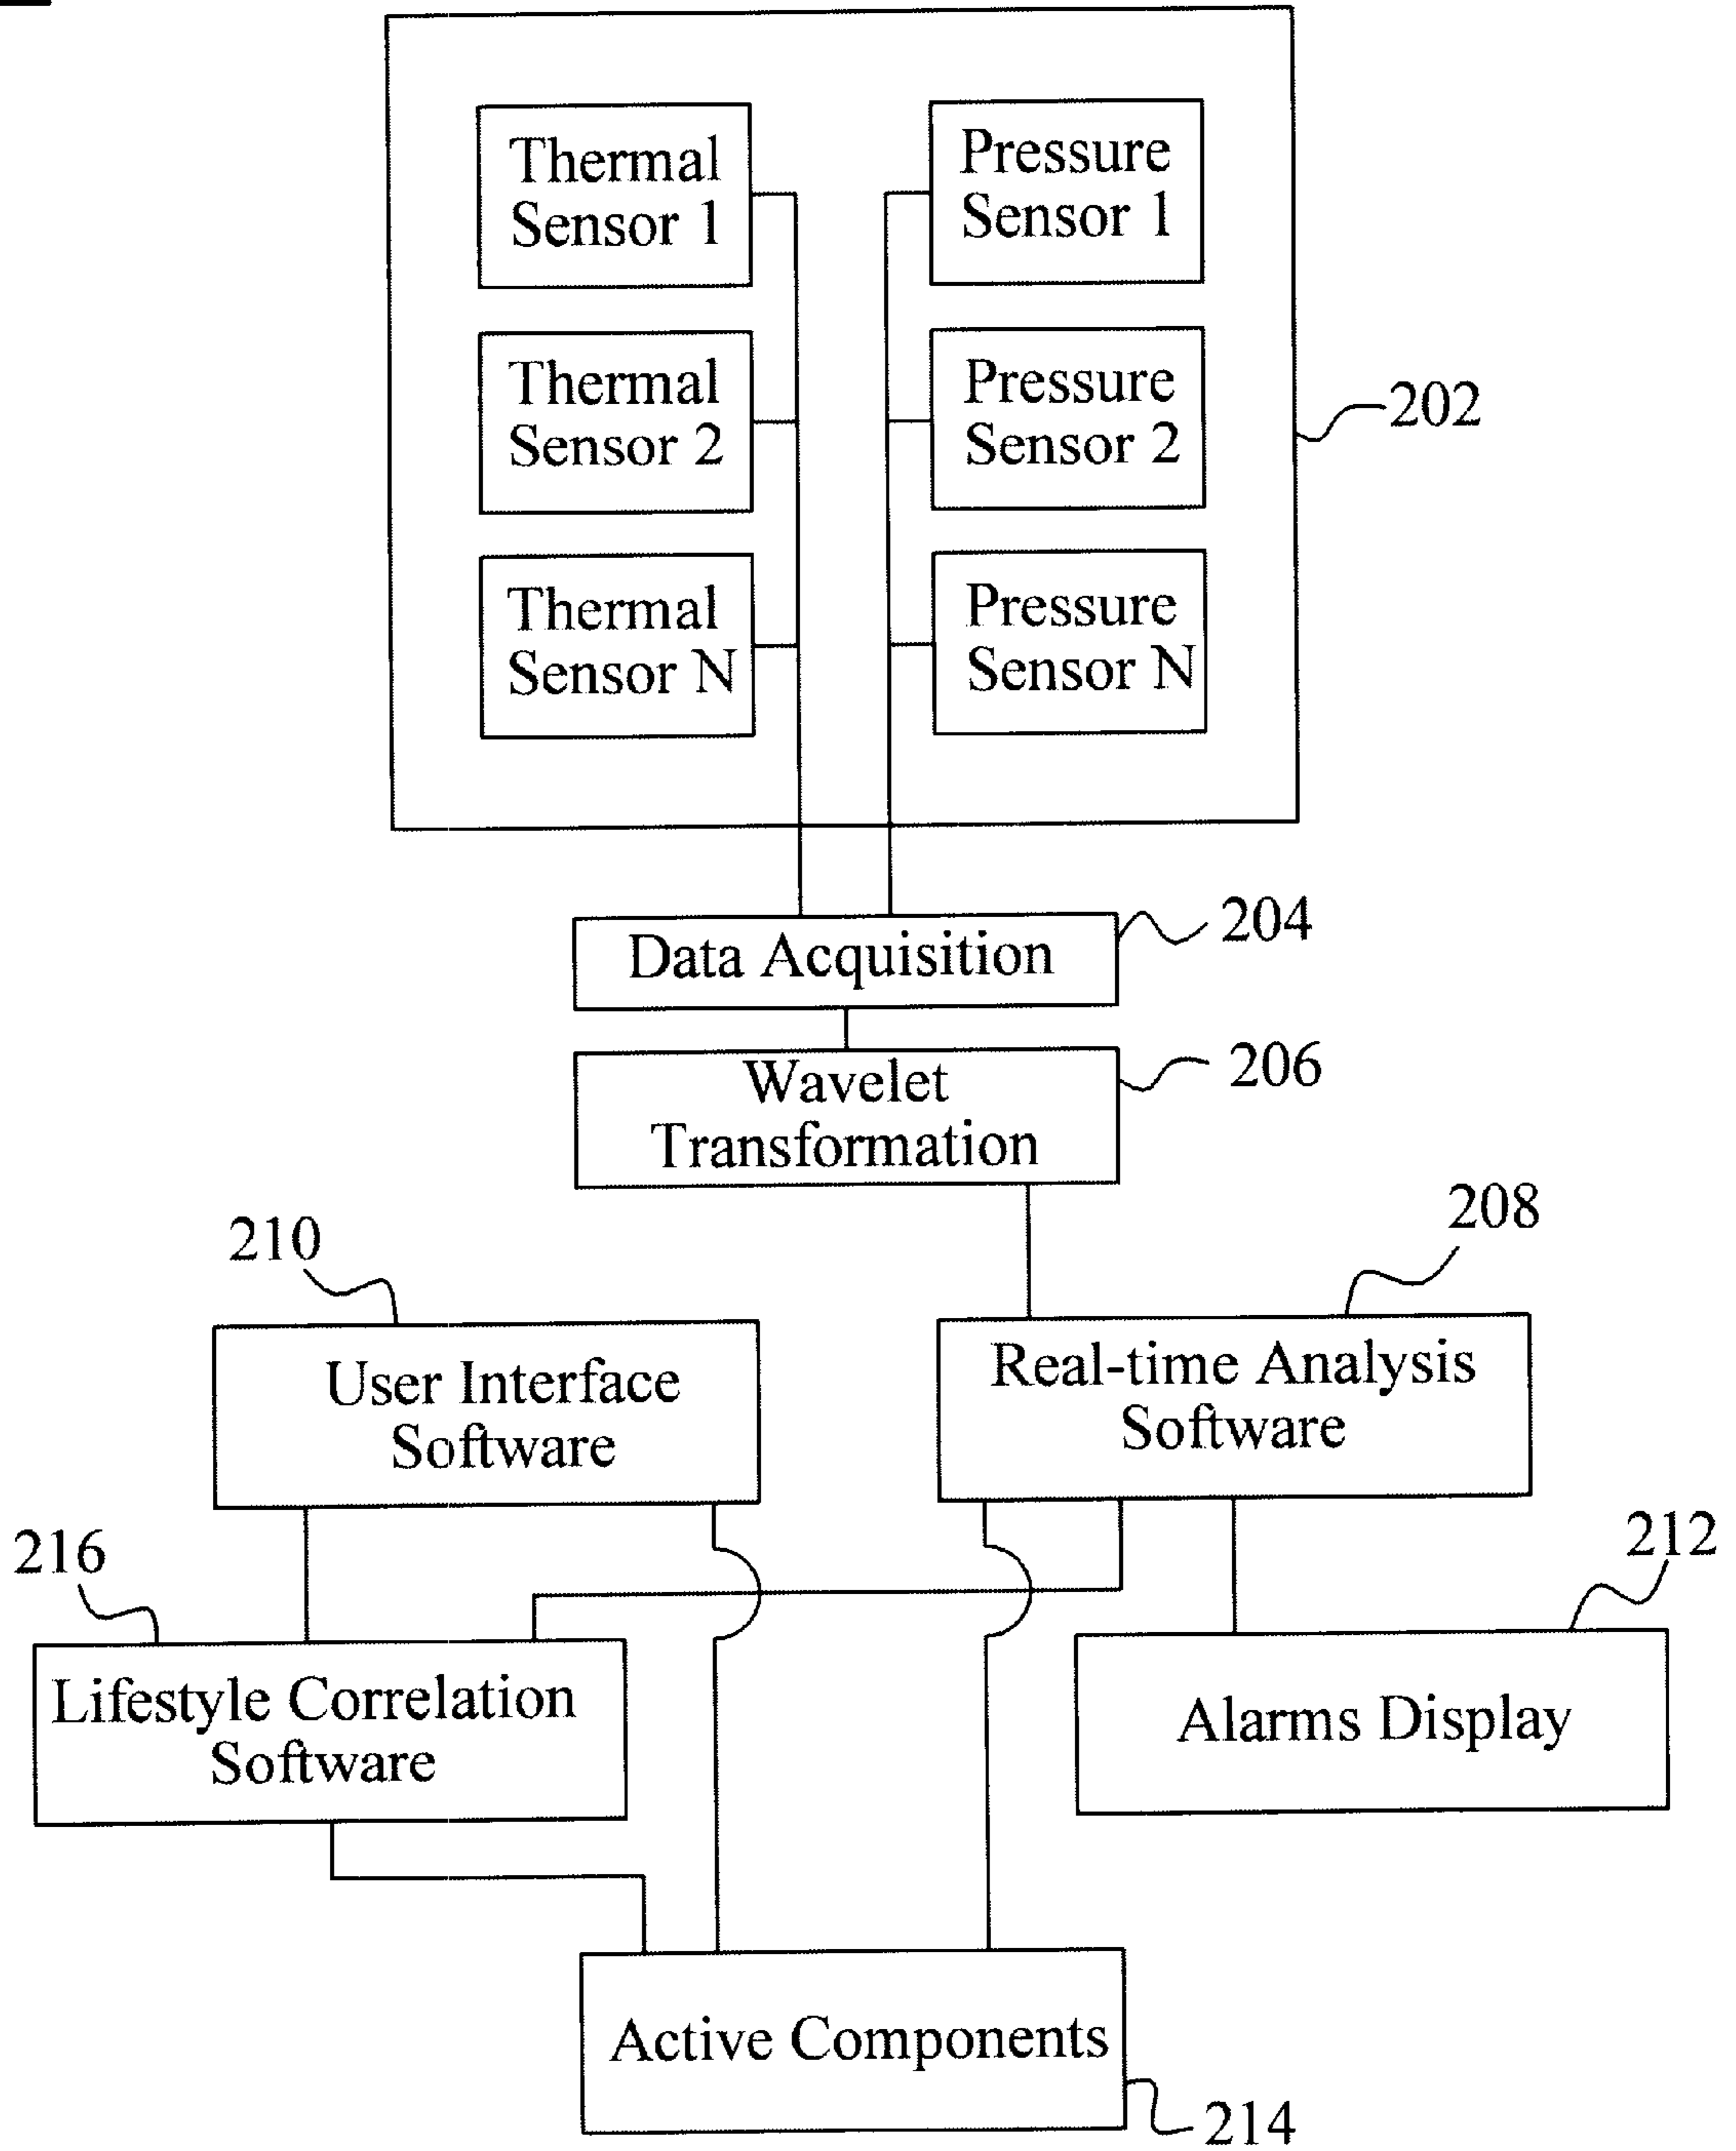 Thermal
Sensor 1
Pressure
Sensor 1
Thermal
Sensor 2
Pressure
Sensor 2
202
Thermal
Sensor N
Pressure
Sensor N
204
Data Acquisition
206
Wavelet
Transformation
208
210
Real-time Analysis
Software
User Interface
Software
212
216
Lifestyle Correlation
Software
Alarms Display
Active Components
214